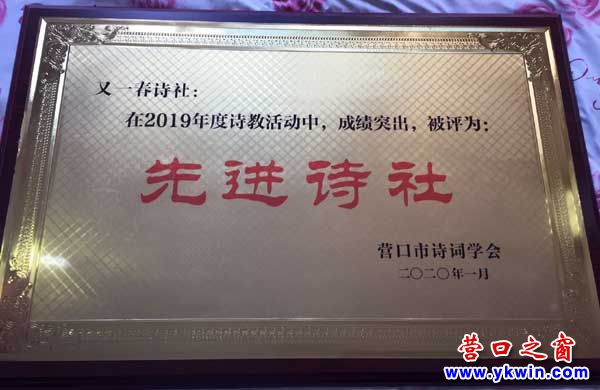 又一春诗社：
在2019年度诗教活动中，成绩突出，被评为：
先进诗社
营口市诗词学会
二〇二〇年一月
营口之窗
www.ykwin.com